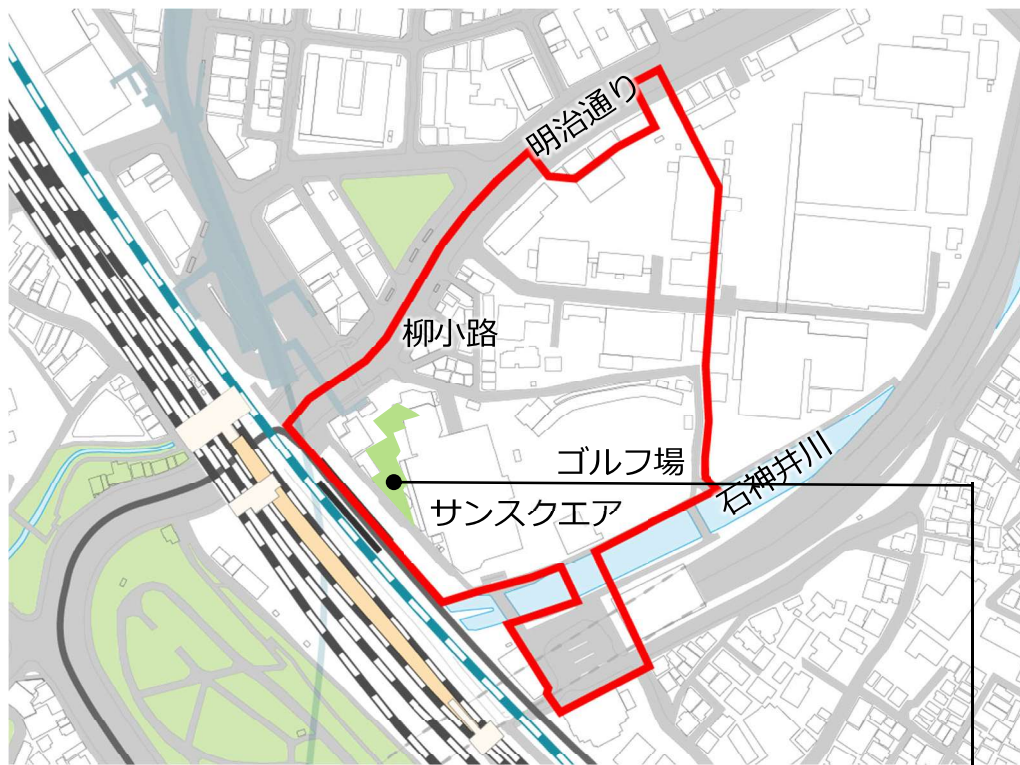 明治通り
柳小路
ゴルフ場
石神井川
サンスクエア